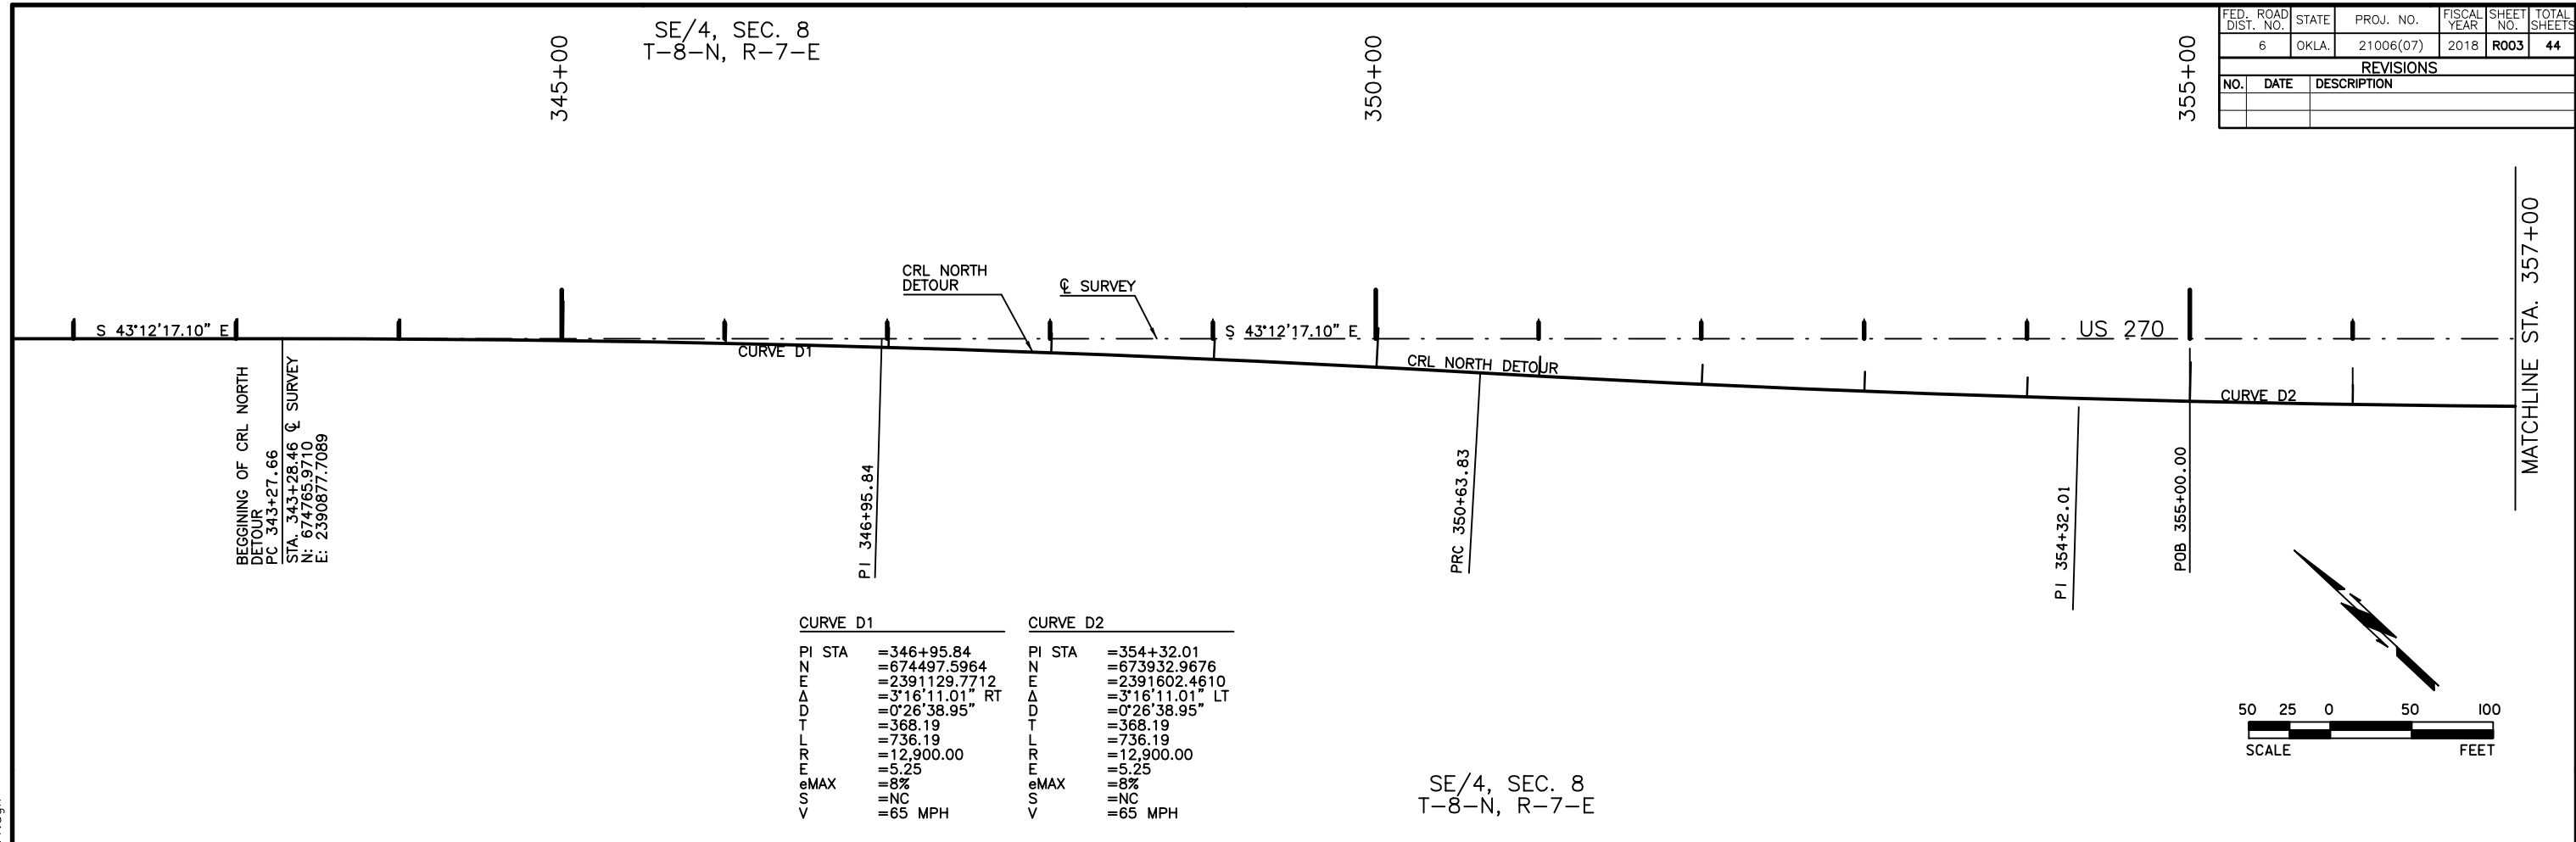 SE/4, SEC. 8
T-8-N, R-7-E
345+00
350+00
355+00
FED. ROAD DIST. NO. STATE PROJ. NO. FISCAL YEAR SHEET NO. TOTAL SHEETS
6 OKLA. 21006(07) 2018 R003 44
REVISIONS
NO. DATE DESCRIPTION
MATCHLINE STA. 357+00
CRL NORTH
DETOUR
℄ SURVEY
S 43°12'17.10" E
S 43°12'17.10" E
US 270
CURVE D1
CRL NORTH DETOUR
CURVE D2
BEGGINING OF CRL NORTH
DETOUR
PC 343+27.66
STA. 343+28.46 ℄ SURVEY
N: 674765.9710
E: 2390877.7089
PI 346+95.84
PRC 350+63.83
PI 354+32.01
POB 355+00.00
CURVE D1
PI STA =346+95.84
N =674497.5964
E =2391129.7712
Δ =3°16'11.01" RT
D =0°26'38.95"
T =368.19
L =736.19
R =12,900.00
E =5.25
eMAX =8%
S =NC
V =65 MPH
CURVE D2
PI STA =354+32.01
N =673932.9676
E =2391602.4610
Δ =3°16'11.01" LT
D =0°26'38.95"
T =368.19
L =736.19
R =12,900.00
E =5.25
eMAX =8%
S =NC
V =65 MPH
50 25 0 50 100
SCALE FEET
SE/4, SEC. 8
T-8-N, R-7-E